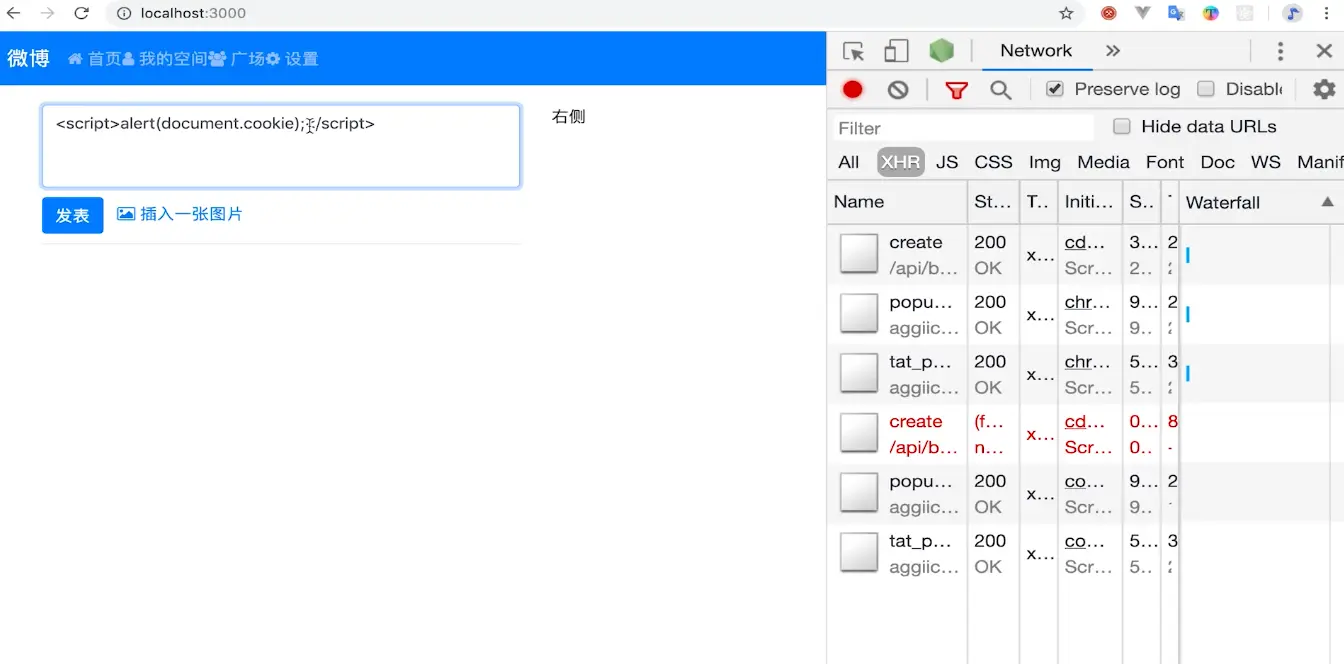 localhost:3000
微博 首页 我的空间 广场 设置
<script>alert(document.cookie);</script>
右侧
发表 插入一张图片
Network
Preserve log Disabl
Filter Hide data URLs
All XHR JS CSS Img Media Font Doc WS Manif
Name St... T.. Initi... S.. Waterfall
create 200 cd... 3... 2
/api/b... OK x... Scr... 2..
popu... 200 chr... 9... 2
aggiic... OK x... Scr... 9..
tat_p... 200 chr... 5... 3
aggiic... OK x... Scr... 5..
create (f... cd... 0... 8
/api/b... n... x... Scr... 0.. -
popu... 200 co... 9... 2
aggiic... OK x... Scr... 9..
tat_p... 200 co... 5... 3
aggiic... OK x... Scr... 5..